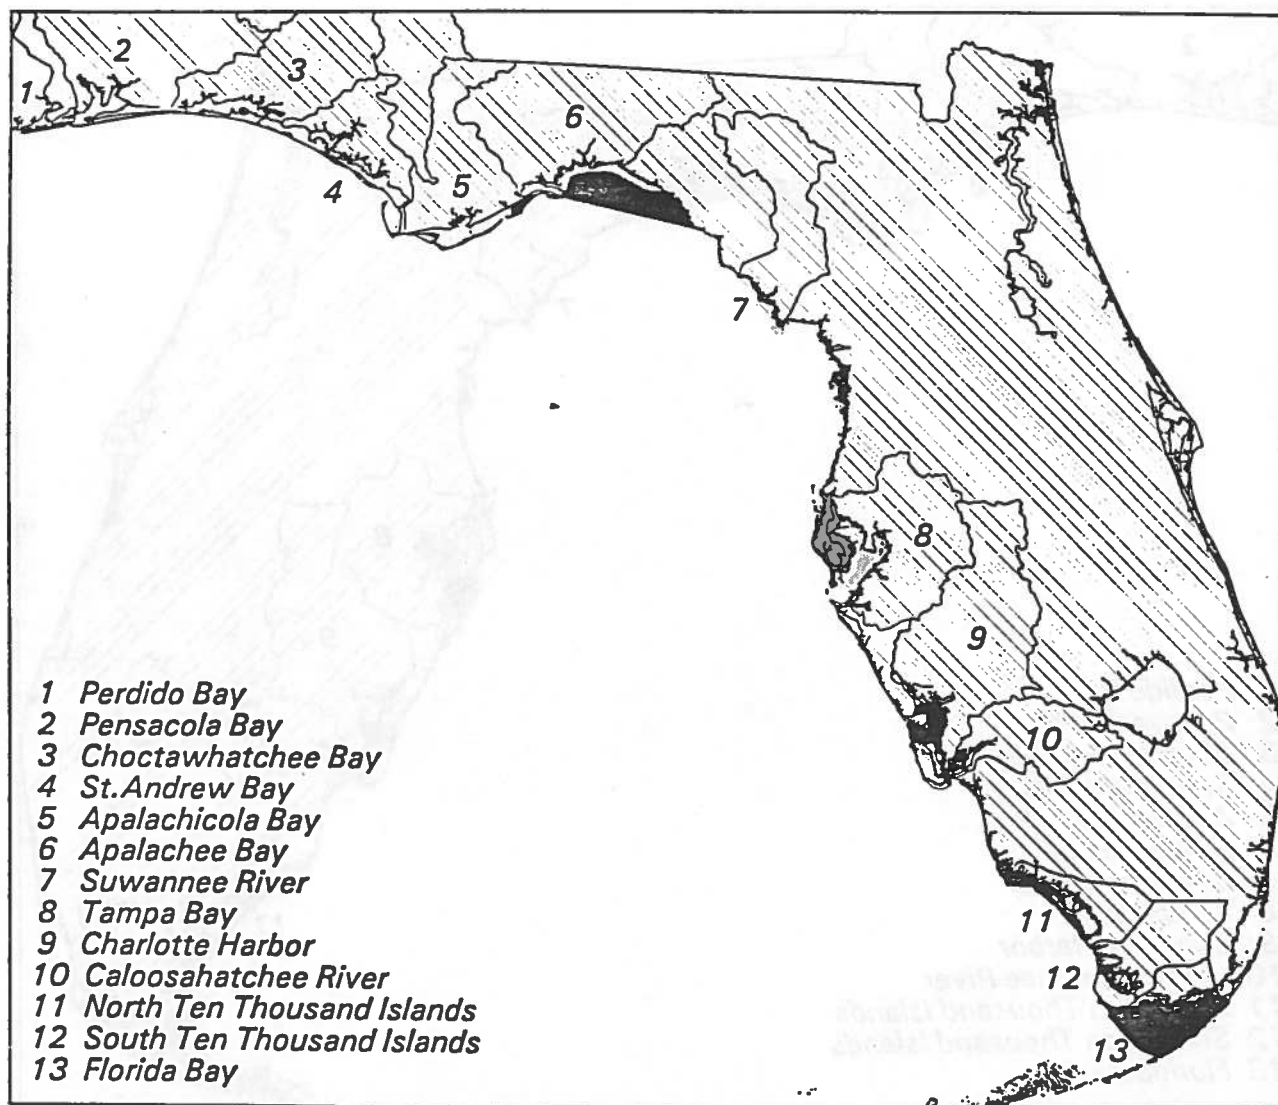 1
2
3
4
5
6
7
8
9
10
11
12
13
1 Perdido Bay
2 Pensacola Bay
3 Choctawhatchee Bay
4 St.Andrew Bay
5 Apalachicola Bay
6 Apalachee Bay
7 Suwannee River
8 Tampa Bay
9 Charlotte Harbor
10 Caloosahatchee River
11 North Ten Thousand Islands
12 South Ten Thousand Islands
13 Florida Bay